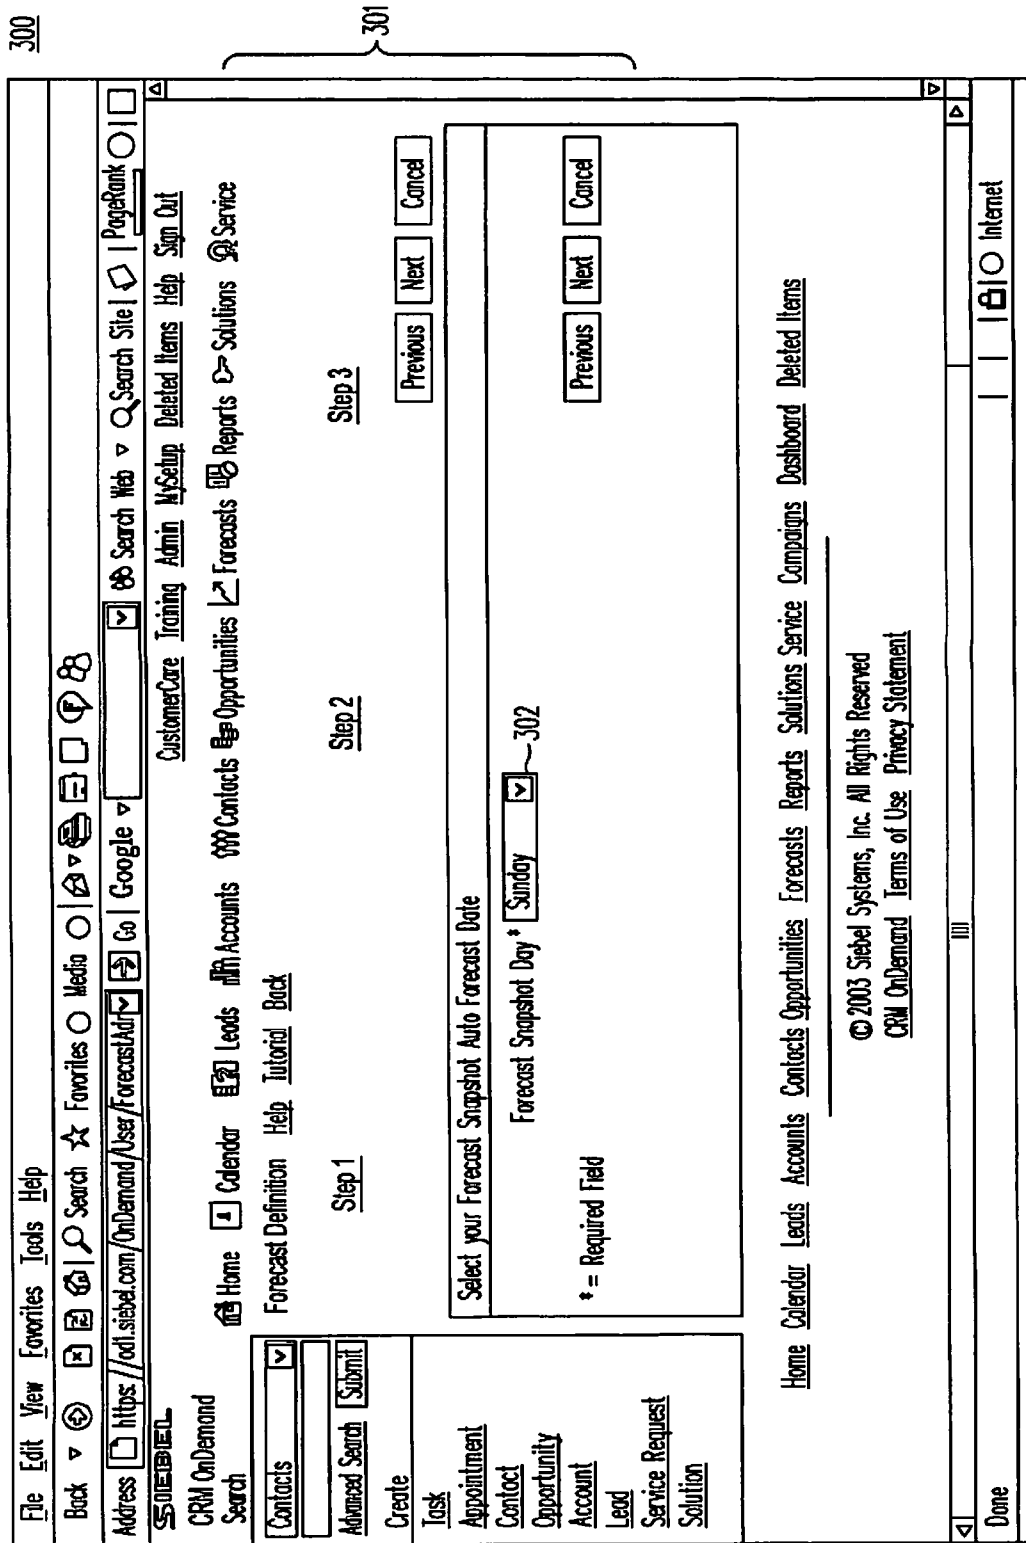 300
File Edit View Favorites Tools Help
Back Search Favorites Media
Address https://od1.siebel.com/OnDemand/User/ForecastAdr Go Google Search Web Search Site PageRank
SIEBEL
CRM OnDemand
CustomerCare Training Admin MySetup Deleted Items Help Sign Out
Home Calendar Leads Accounts Contacts Opportunities Forecasts Reports Solutions Service
Search
Contacts
Advanced Search Submit
Create
Task
Appointment
Contact
Opportunity
Account
Lead
Service Request
Solution
Forecast Definition Help Tutorial Back
Step 1 Step 2 Step 3
Previous Next Cancel
Select your Forecast Snapshot Auto Forecast Date
Forecast Snapshot Day * Sunday 302
Previous Next Cancel
* = Required Field
301
Home Calendar Leads Accounts Contacts Opportunities Forecasts Reports Solutions Service Campaigns Dashboard Deleted Items
© 2003 Siebel Systems, Inc. All Rights Reserved
CRM OnDemand Terms of Use Privacy Statement
Done Internet